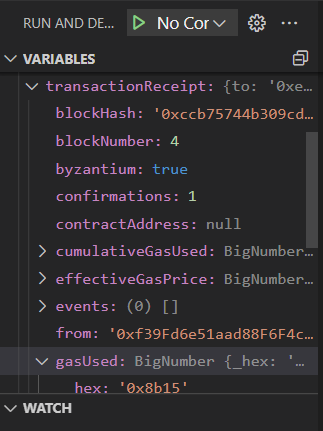 RUN AND DE... No Cor
VARIABLES
transactionReceipt: {to: '0xe…
blockHash: '0xccb75744b309cd…
blockNumber: 4
byzantium: true
confirmations: 1
contractAddress: null
cumulativeGasUsed: BigNumber…
effectiveGasPrice: BigNumber…
events: (0) []
from: '0xf39Fd6e51aad88F6F4c…
gasUsed: BigNumber {_hex: '…
hex: '0x8b15'
WATCH